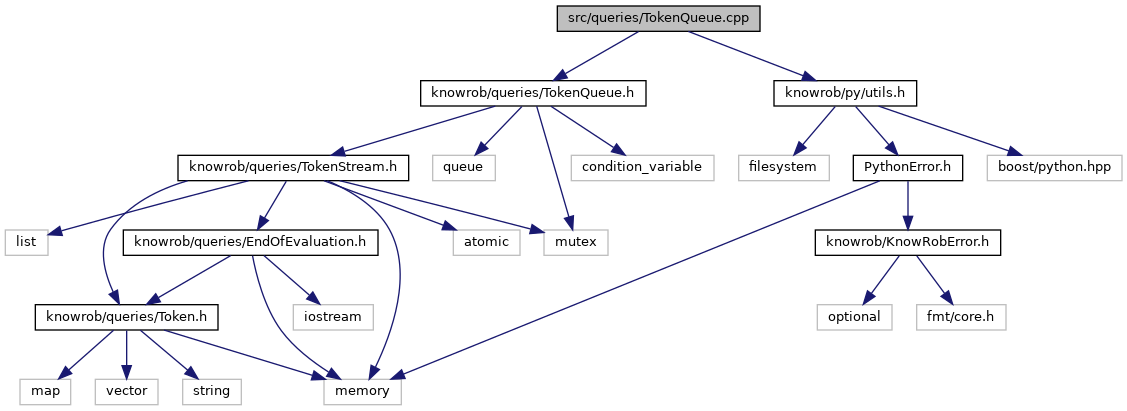 src/queries/TokenQueue.cpp
knowrob/queries/TokenQueue.h
knowrob/py/utils.h
knowrob/queries/TokenStream.h
queue
condition_variable
filesystem
PythonError.h
boost/python.hpp
list
knowrob/queries/EndOfEvaluation.h
atomic
mutex
knowrob/KnowRobError.h
knowrob/queries/Token.h
iostream
optional
fmt/core.h
map
vector
string
memory